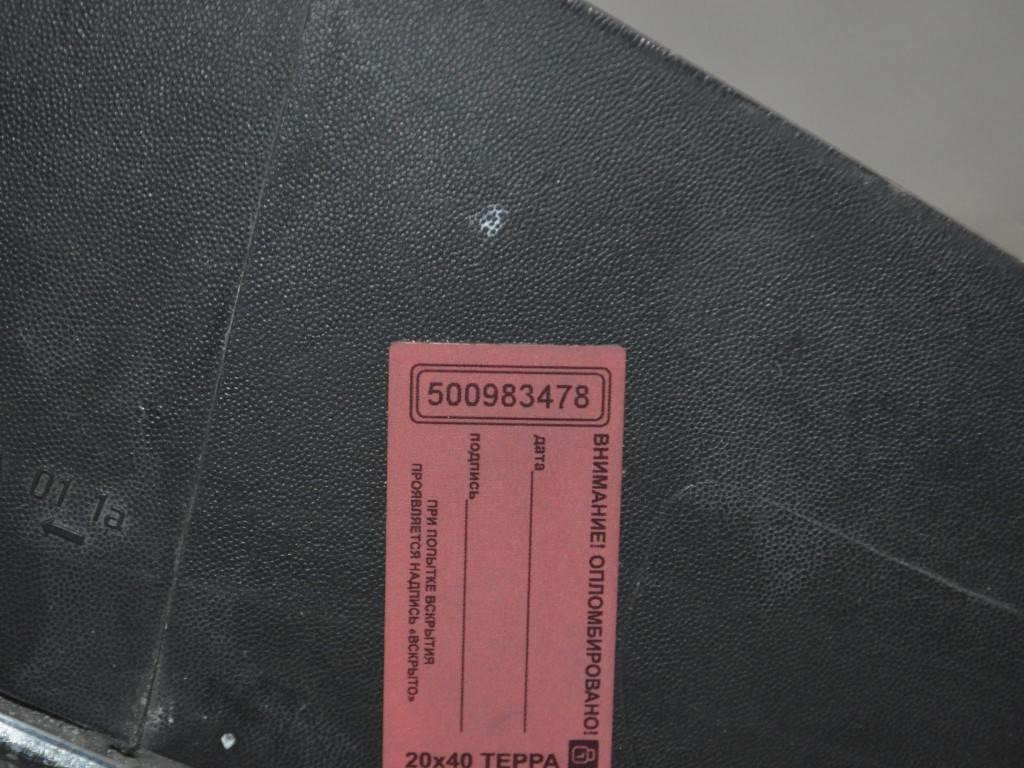 500983478
ВНИМАНИЕ! ОПЛОМБИРОВАНО!
дата
подпись
ПРИ ПОПЫТКЕ ВСКРЫТИЯ
ПРОЯВЛЯЕТСЯ НАДПИСЬ «ВСКРЫТО»
20х40 ТЕРРА
01 1a